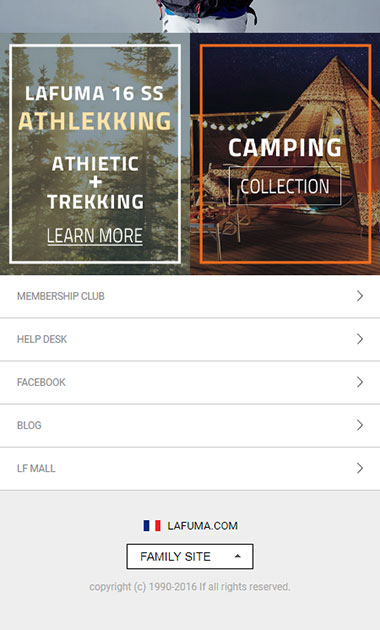 LAFUMA 16 SS
ATHLEKKING
ATHIETIC
+
TREKKING
LEARN MORE
CAMPING
COLLECTION
MEMBERSHIP CLUB
HELP DESK
FACEBOOK
BLOG
LF MALL
LAFUMA.COM
FAMILY SITE
copyright (c) 1990-2016 lf all rights reserved.